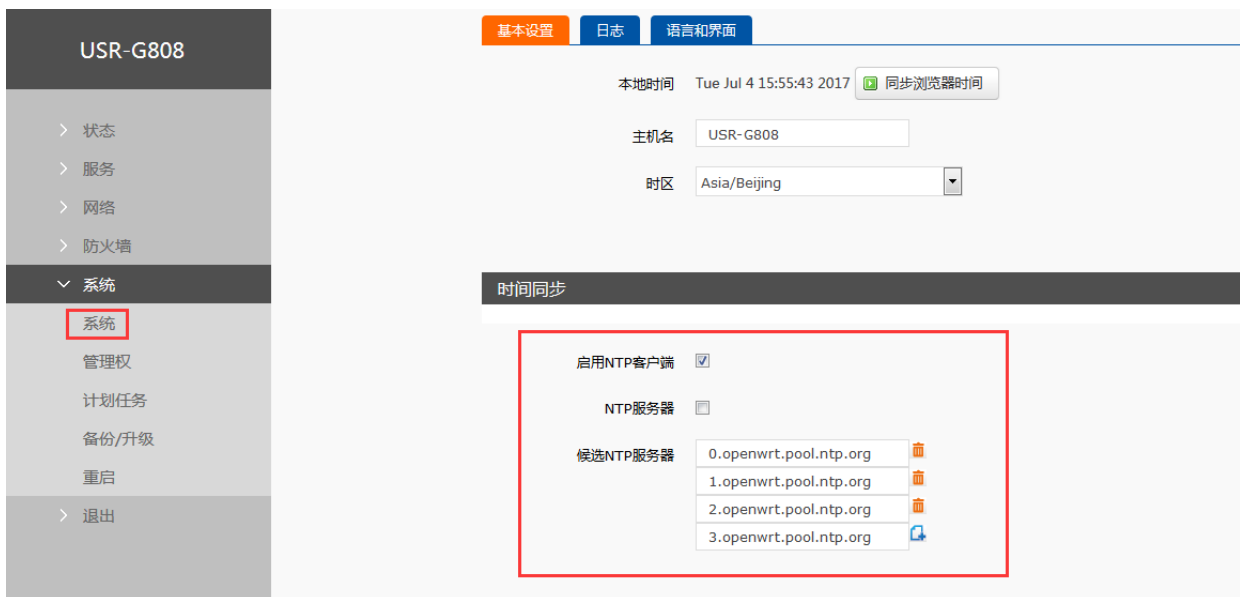 USR-G808
状态
服务
网络
防火墙
系统
系统
管理权
计划任务
备份/升级
重启
退出
基本设置 日志 语言和界面
本地时间 Tue Jul 4 15:55:43 2017 同步浏览器时间
主机名 USR-G808
时区 Asia/Beijing
时间同步
启用NTP客户端
NTP服务器
候选NTP服务器 0.openwrt.pool.ntp.org
1.openwrt.pool.ntp.org
2.openwrt.pool.ntp.org
3.openwrt.pool.ntp.org